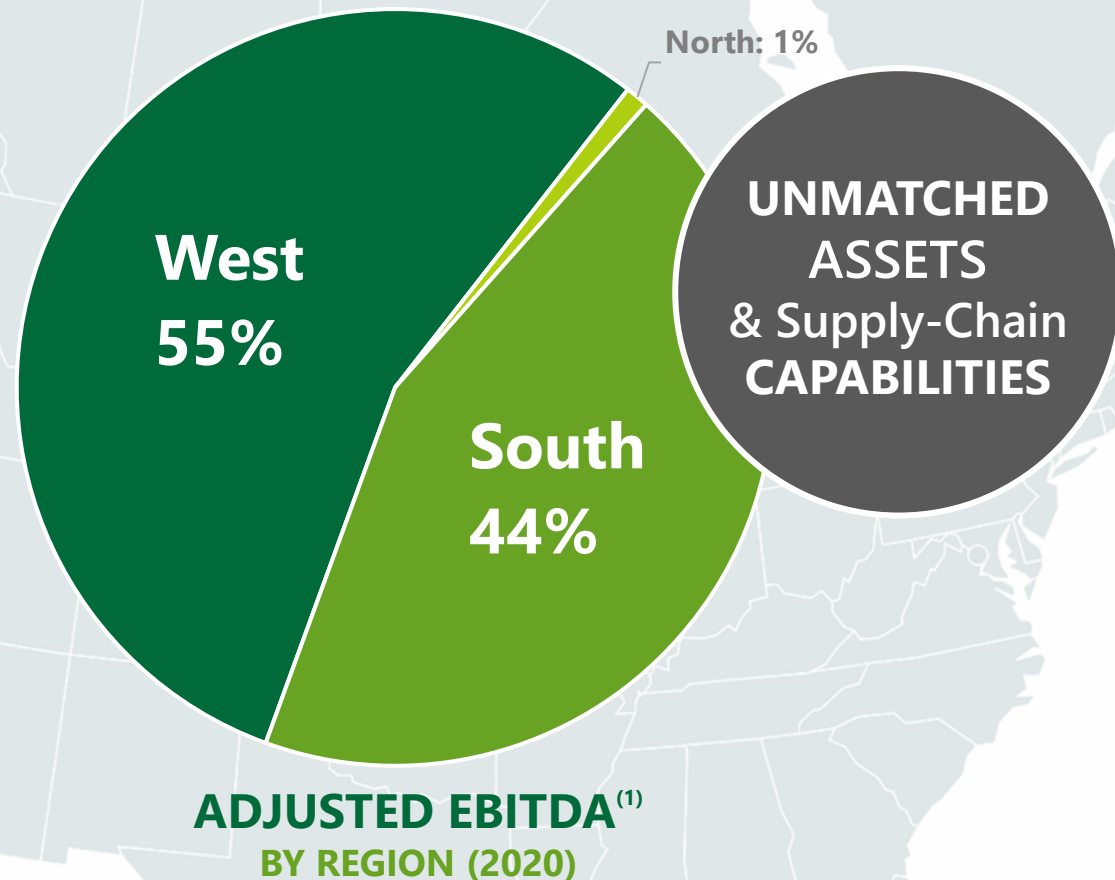 North: 1%
West
55%
UNMATCHED
ASSETS
& Supply-Chain
CAPABILITIES
South
44%
ADJUSTED EBITDA(1)
BY REGION (2020)